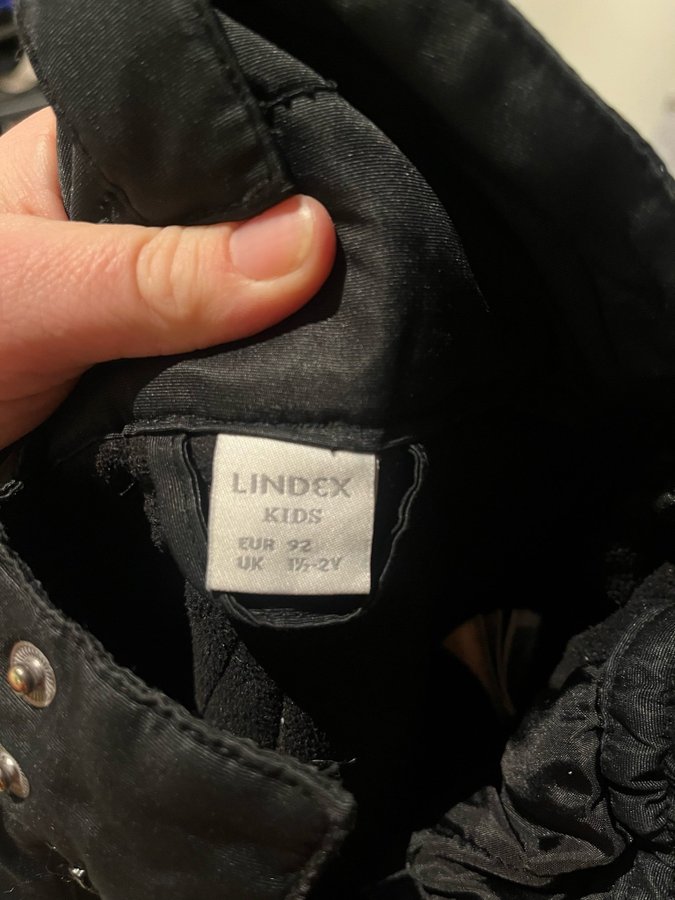 LINDEX
KIDS
EUR 92
UK 1½-2Y